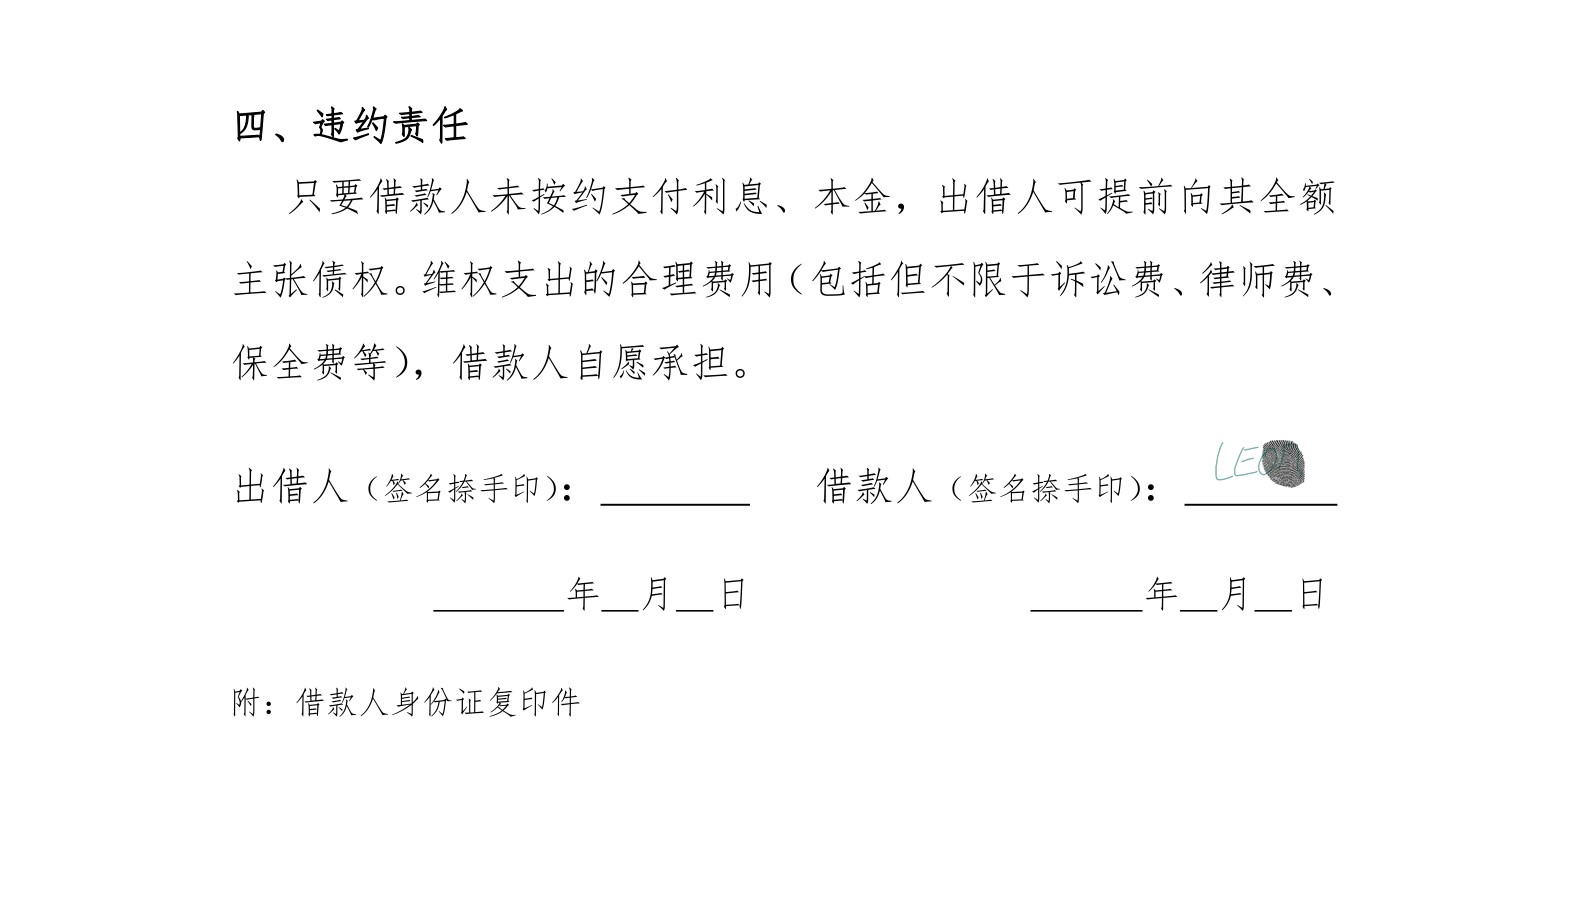 四、违约责任
只要借款人未按约支付利息、本金，出借人可提前向其全额
主张债权。维权支出的合理费用（包括但不限于诉讼费、律师费、
保全费等），借款人自愿承担。
出借人（签名捺手印）：________ 借款人（签名捺手印）：LEO
_______年__月__日 ______年__月__日
附：借款人身份证复印件